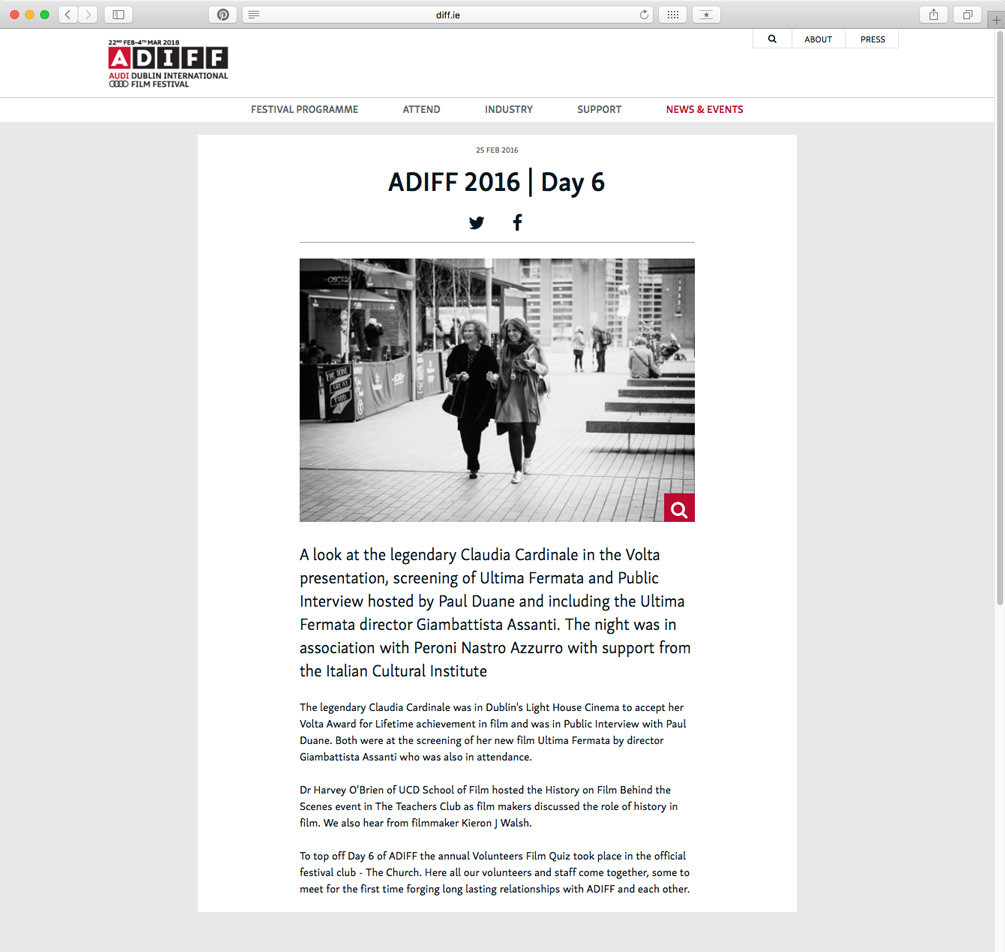 diff.ie
22ND FEB-4TH MAR 2018
ADIFF
AUDI DUBLIN INTERNATIONAL
FILM FESTIVAL
ABOUT
PRESS
FESTIVAL PROGRAMME
ATTEND
INDUSTRY
SUPPORT
NEWS & EVENTS
25 FEB 2016
ADIFF 2016 | Day 6
WE SERVE
GREAT
FOOD
A look at the legendary Claudia Cardinale in the Volta
presentation, screening of Ultima Fermata and Public
Interview hosted by Paul Duane and including the Ultima
Fermata director Giambattista Assanti. The night was in
association with Peroni Nastro Azzurro with support from
the Italian Cultural Institute
The legendary Claudia Cardinale was in Dublin's Light House Cinema to accept her
Volta Award for Lifetime achievement in film and was in Public Interview with Paul
Duane. Both were at the screening of her new film Ultima Fermata by director
Giambattista Assanti who was also in attendance.
Dr Harvey O'Brien of UCD School of Film hosted the History on Film Behind the
Scenes event in The Teachers Club as film makers discussed the role of history in
film. We also hear from filmmaker Kieron J Walsh.
To top off Day 6 of ADIFF the annual Volunteers Film Quiz took place in the official
festival club - The Church. Here all our volunteers and staff come together, some to
meet for the first time forging long lasting relationships with ADIFF and each other.